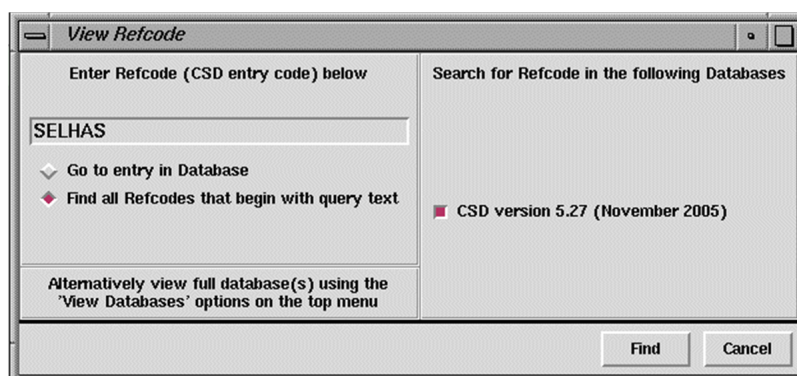 View Refcode
Enter Refcode (CSD entry code) below
SELHAS
Go to entry in Database
Find all Refcodes that begin with query text
Alternatively view full database(s) using the
'View Databases' options on the top menu
Search for Refcode in the following Databases
CSD version 5.27 (November 2005)
Find
Cancel